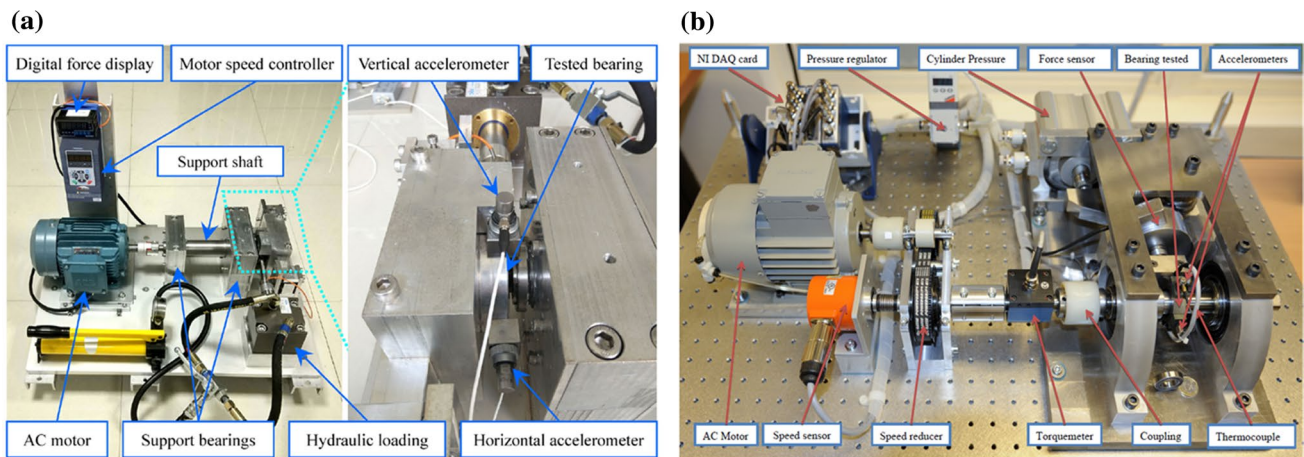 (a)
(b)
Digital force display
Motor speed controller
Vertical accelerometer
Tested bearing
Support shaft
AC motor
Support bearings
Hydraulic loading
Horizontal accelerometer
NI DAQ card
Pressure regulator
Cylinder Pressure
Force sensor
Bearing tested
Accelerometers
AC Motor
Speed sensor
Speed reducer
Torquemeter
Coupling
Thermocouple